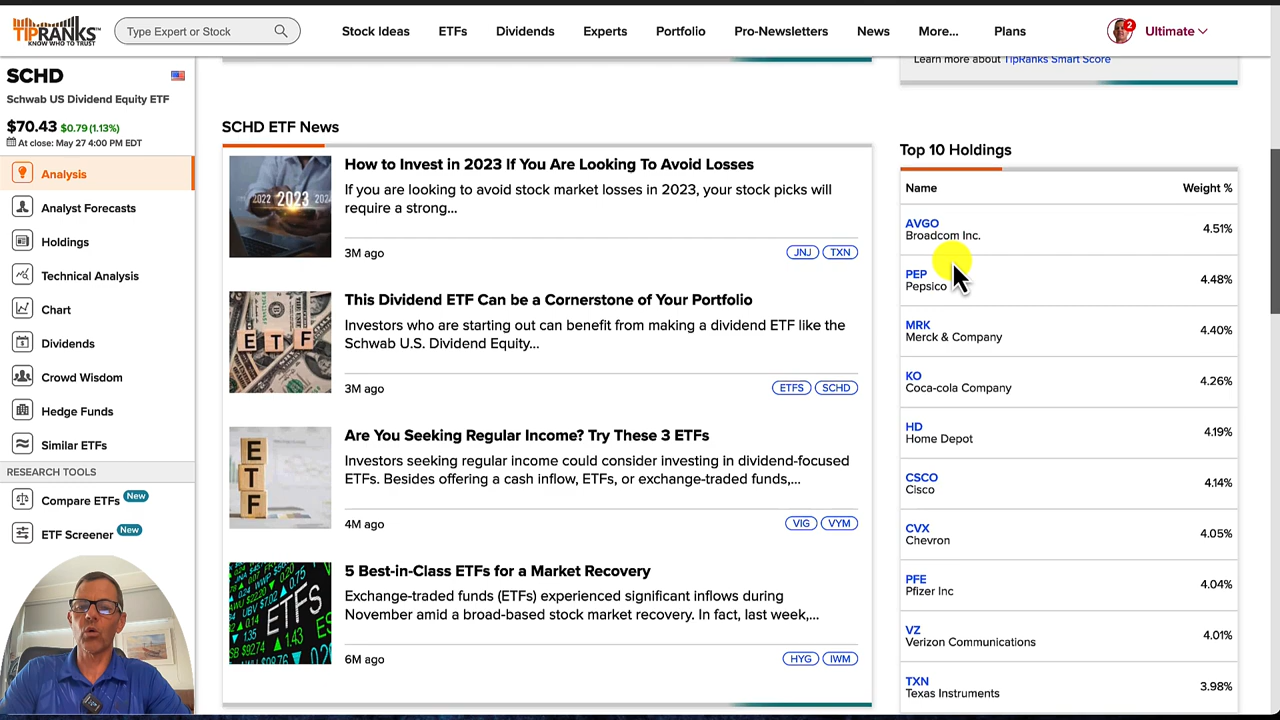 TIPRANKS
KNOW WHO TO TRUST
Type Expert or Stock
Stock Ideas
ETFs
Dividends
Experts
Portfolio
Pro-Newsletters
News
More...
Plans
2
Ultimate
SCHD
Schwab US Dividend Equity ETF
$70.43 $0.79 (1.13%)
At close: May 27 4:00 PM EDT
Analysis
Analyst Forecasts
Holdings
Technical Analysis
Chart
Dividends
Crowd Wisdom
Hedge Funds
Similar ETFs
RESEARCH TOOLS
Compare ETFs New
ETF Screener New
SCHD ETF News
2022 2023 202
How to Invest in 2023 If You Are Looking To Avoid Losses
If you are looking to avoid stock market losses in 2023, your stock picks will
require a strong...
3M ago
JNJ TXN
ETF
This Dividend ETF Can be a Cornerstone of Your Portfolio
Investors who are starting out can benefit from making a dividend ETF like the
Schwab U.S. Dividend Equity...
3M ago
ETFS SCHD
E
T
F
Are You Seeking Regular Income? Try These 3 ETFs
Investors seeking regular income could consider investing in dividend-focused
ETFs. Besides offering a cash inflow, ETFs, or exchange-traded funds,...
4M ago
VIG VYM
ETFs
5 Best-in-Class ETFs for a Market Recovery
Exchange-traded funds (ETFs) experienced significant inflows during
November amid a broad-based stock market recovery. In fact, last week,...
6M ago
HYG IWM
Learn more about TipRanks Smart Score
Top 10 Holdings
Name Weight %
AVGO
Broadcom Inc.
4.51%
PEP
Pepsico
4.48%
MRK
Merck & Company
4.40%
KO
Coca-cola Company
4.26%
HD
Home Depot
4.19%
CSCO
Cisco
4.14%
CVX
Chevron
4.05%
PFE
Pfizer Inc
4.04%
VZ
Verizon Communications
4.01%
TXN
Texas Instruments
3.98%